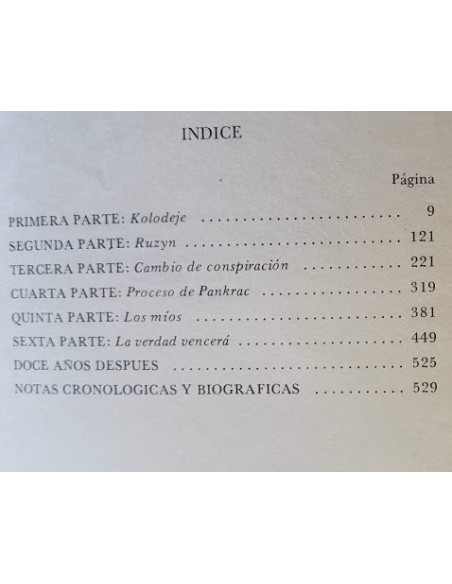 INDICE
Página
PRIMERA PARTE: Kolodeje . . . . . . . . . . . . . . . . . . . . . . 9
SEGUNDA PARTE: Ruzyn . . . . . . . . . . . . . . . . . . . . . . . 121
TERCERA PARTE: Cambio de conspiración . . . . . . . . . . . 221
CUARTA PARTE: Proceso de Pankrac . . . . . . . . . . . . . . . 319
QUINTA PARTE: Los míos . . . . . . . . . . . . . . . . . . . . . 381
SEXTA PARTE: La verdad vencerá . . . . . . . . . . . . . . . . . 449
DOCE AÑOS DESPUES . . . . . . . . . . . . . . . . . . . . . . . . 525
NOTAS CRONOLOGICAS Y BIOGRAFICAS . . . . . . . . . . 529